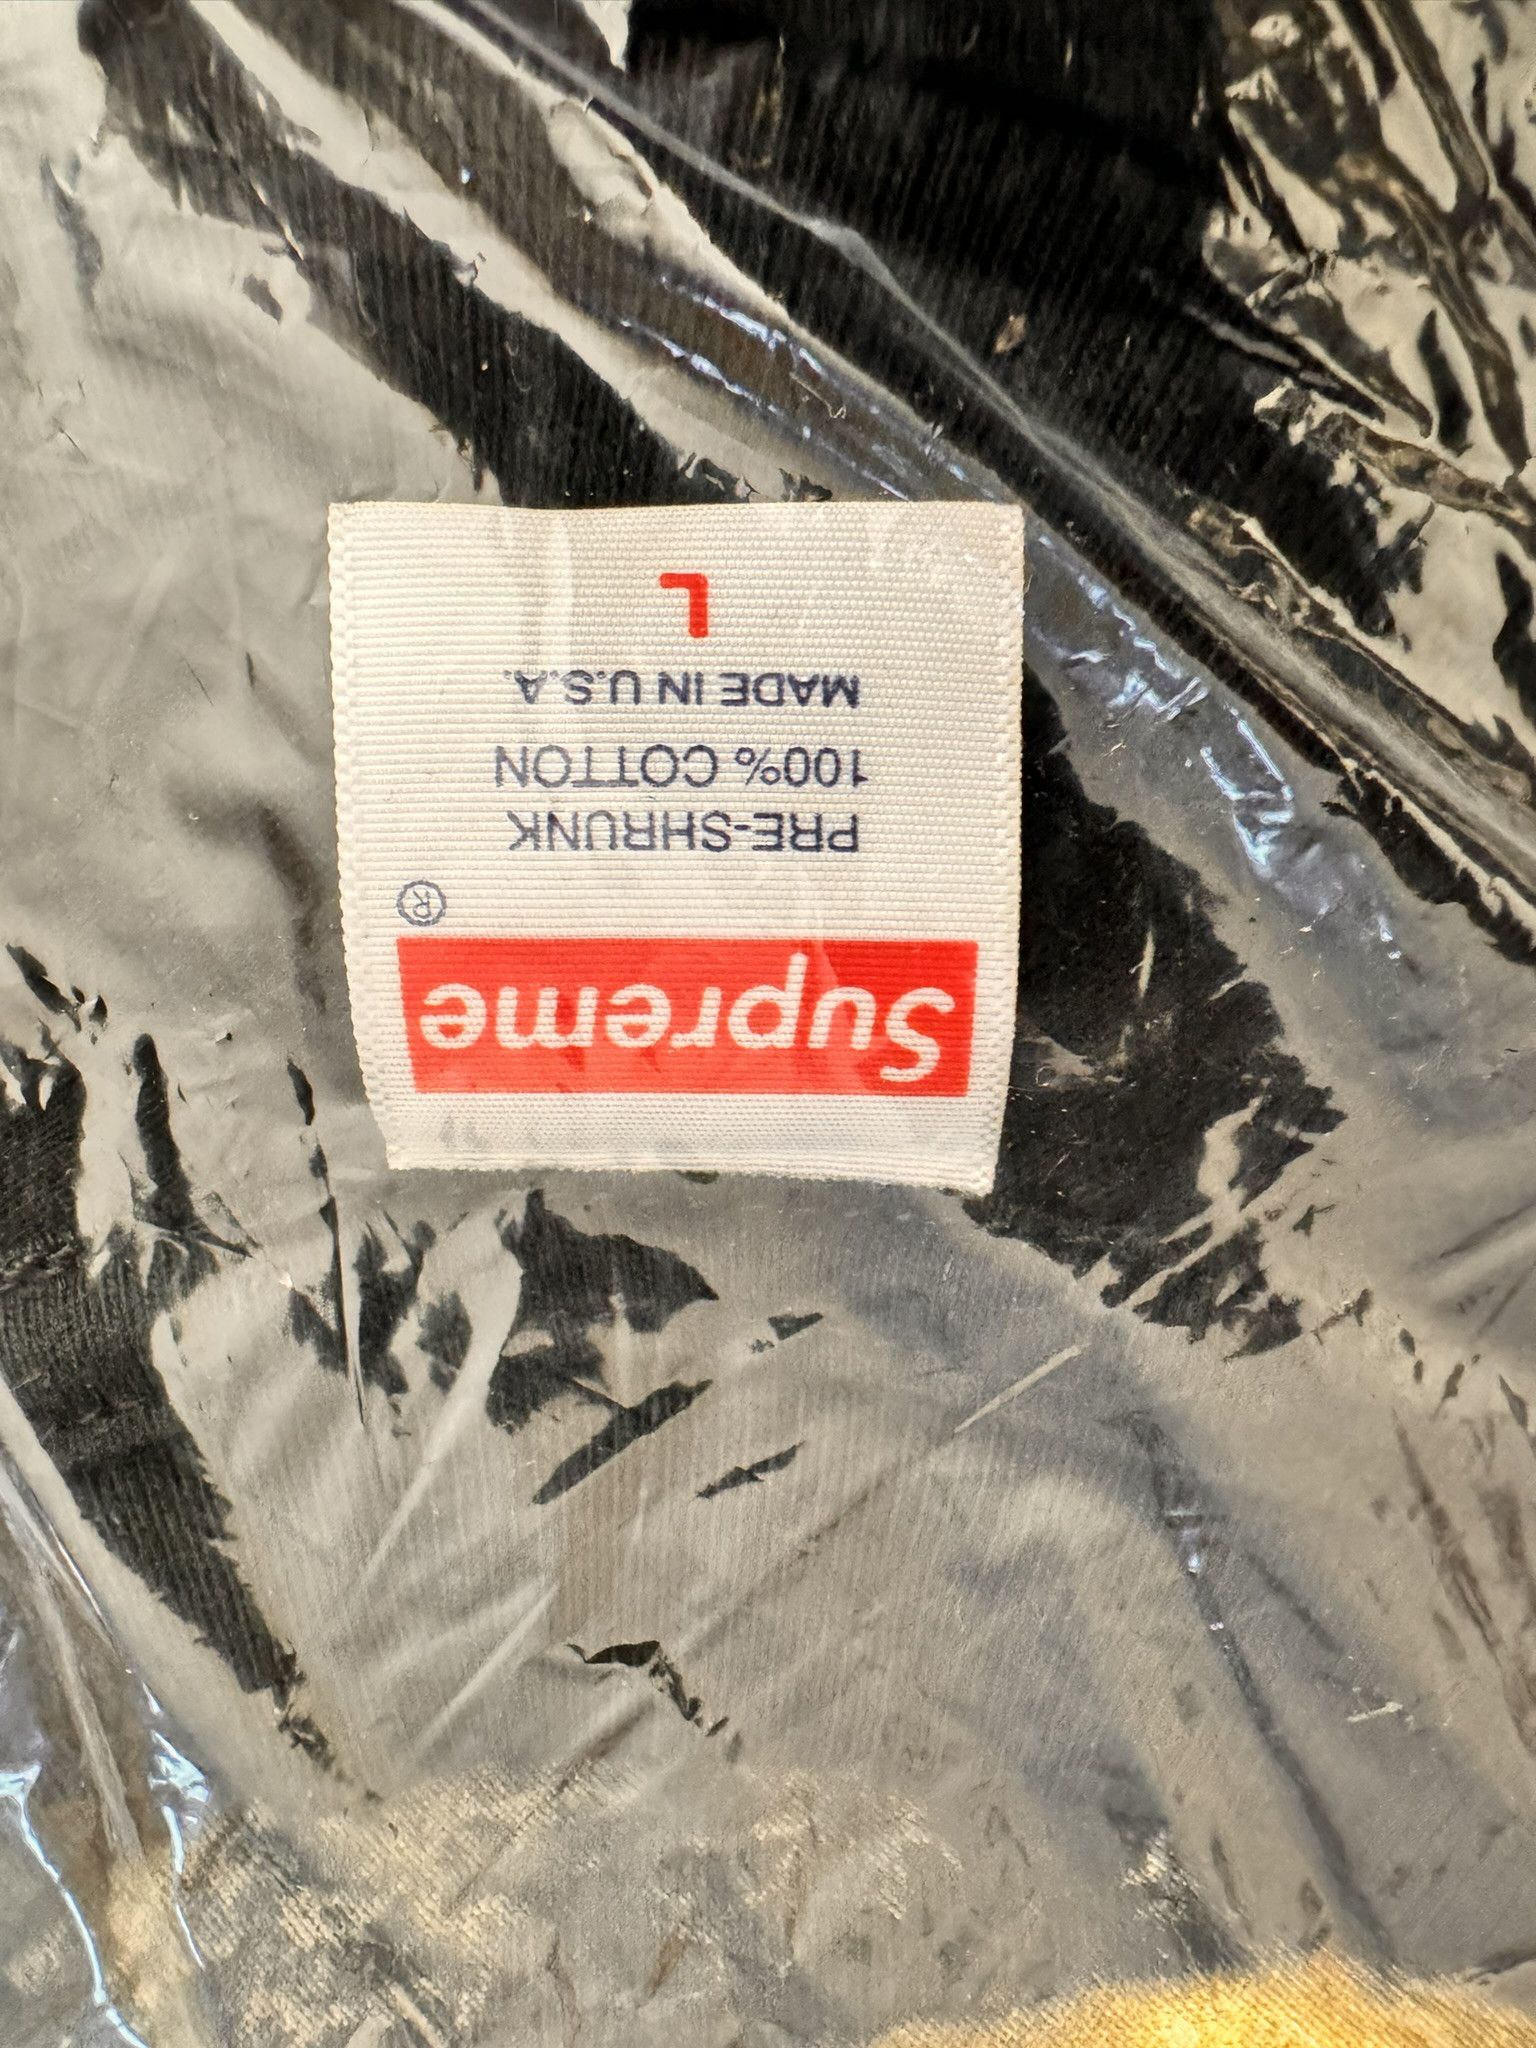 Supreme
®
PRE-SHRUNK
100% COTTON
MADE IN U.S.A.
L